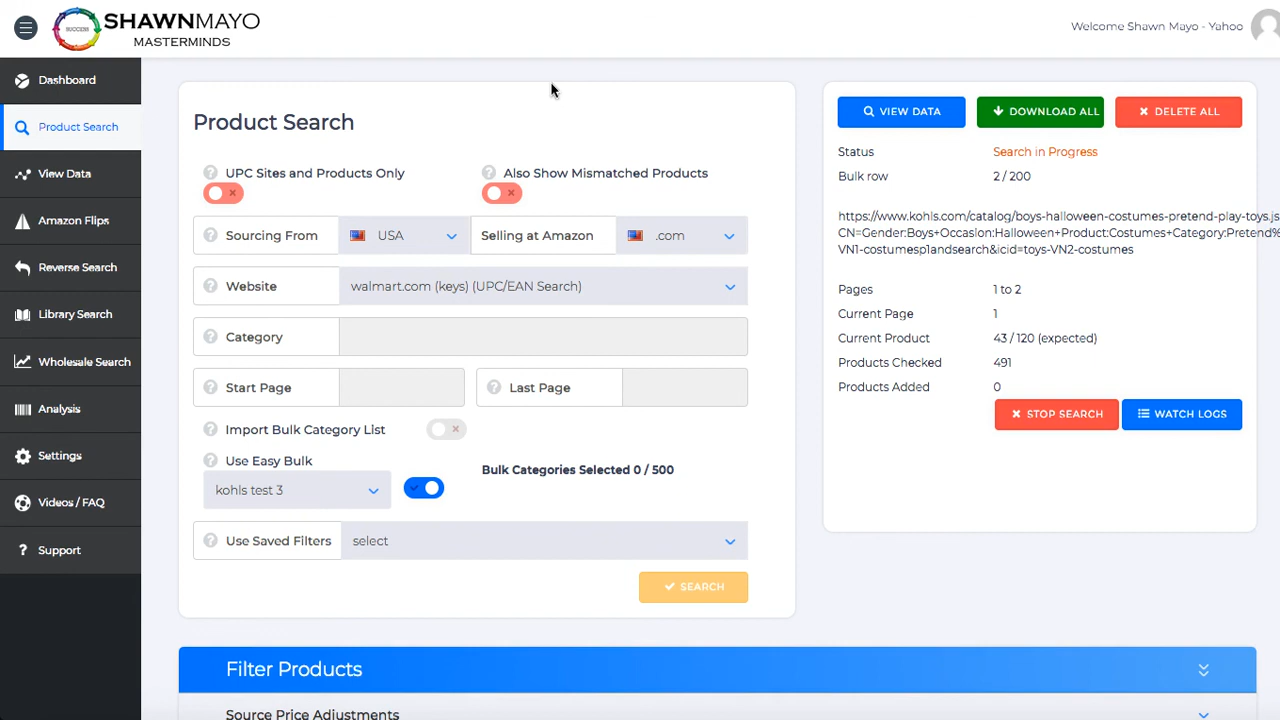 SHAWNMAYO
MASTERMINDS
SUCCESS
Welcome Shawn Mayo - Yahoo
Dashboard
Product Search
View Data
Amazon Flips
Reverse Search
Library Search
Wholesale Search
Analysis
Settings
Videos / FAQ
? Support
Product Search
? UPC Sites and Products Only
? Also Show Mismatched Products
? Sourcing From USA Selling at Amazon .com
? Website walmart.com (keys) (UPC/EAN Search)
? Category
? Start Page ? Last Page
? Import Bulk Category List
? Use Easy Bulk
kohls test 3
Bulk Categories Selected 0 / 500
? Use Saved Filters select
SEARCH
VIEW DATA DOWNLOAD ALL DELETE ALL
Status Search in Progress
Bulk row 2 / 200
https://www.kohls.com/catalog/boys-halloween-costumes-pretend-play-toys.js
CN=Gender:Boys+Occasion:Halloween+Product:Costumes+Category:Pretend%
VN1-costumesp1andsearch&icid=toys-VN2-costumes
Pages 1 to 2
Current Page 1
Current Product 43 / 120 (expected)
Products Checked 491
Products Added 0
STOP SEARCH WATCH LOGS
Filter Products
Source Price Adjustments